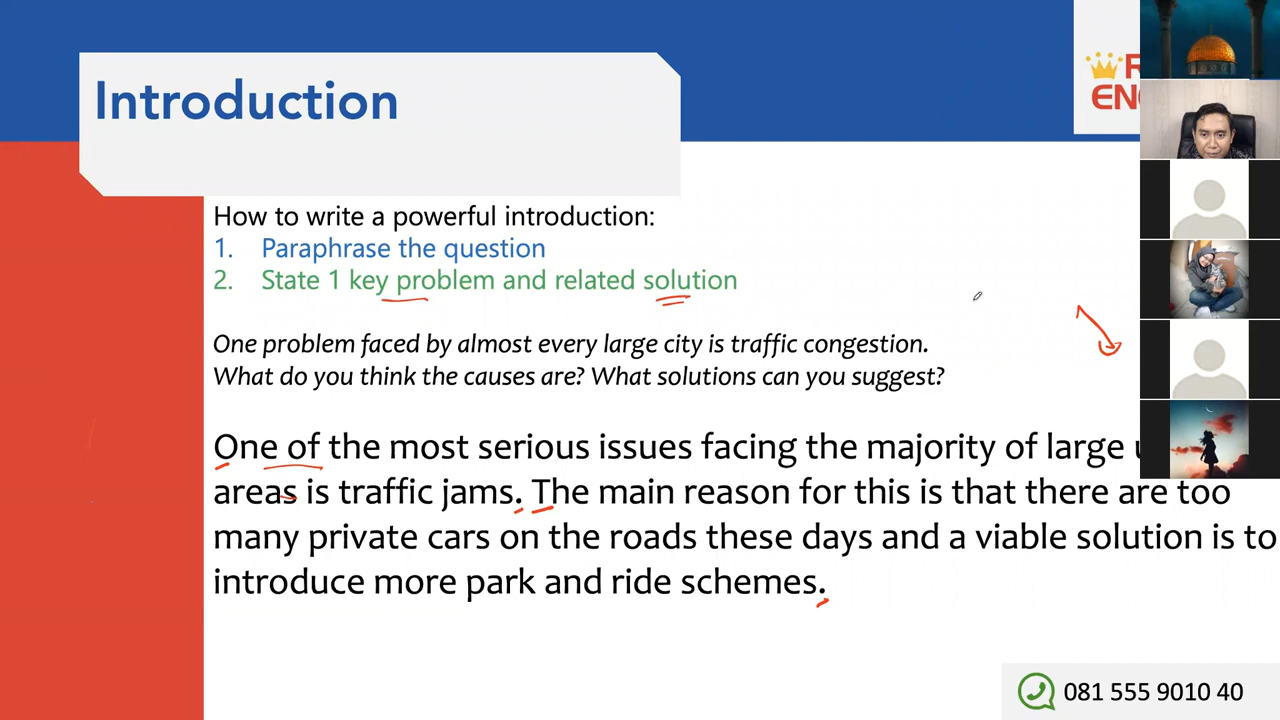 Introduction
How to write a powerful introduction:
1. Paraphrase the question
2. State 1 key problem and related solution
One problem faced by almost every large city is traffic congestion.
What do you think the causes are? What solutions can you suggest?
One of the most serious issues facing the majority of large
areas is traffic jams. The main reason for this is that there are too
many private cars on the roads these days and a viable solution is to
introduce more park and ride schemes.
081 555 9010 40